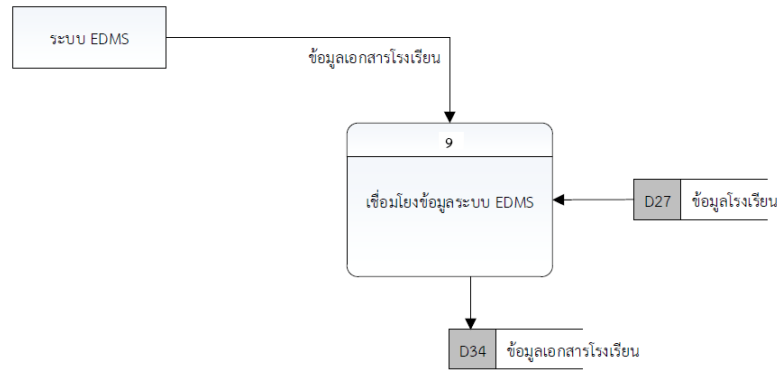 ระบบ EDMS
ข้อมูลเอกสารโรงเรียน
9
เชื่อมโยงข้อมูลระบบ EDMS
D27 ข้อมูลโรงเรียน
D34 ข้อมูลเอกสารโรงเรียน